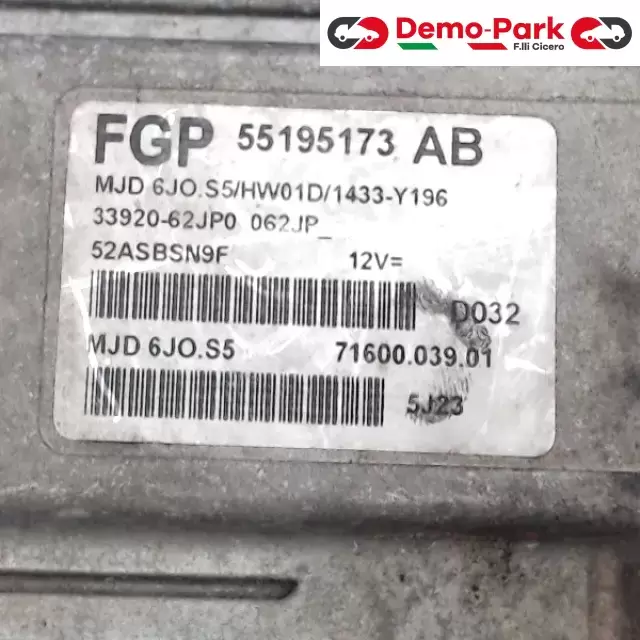 Demo-Park
F.lli Cicero
FGP 55195173 AB
MJD 6JO.S5/HW01D/1433-Y196
33920-62JP0 062JP_
52ASBSN9F 12V=
D032
MJD 6JO.S5 71600.039.01
5J23